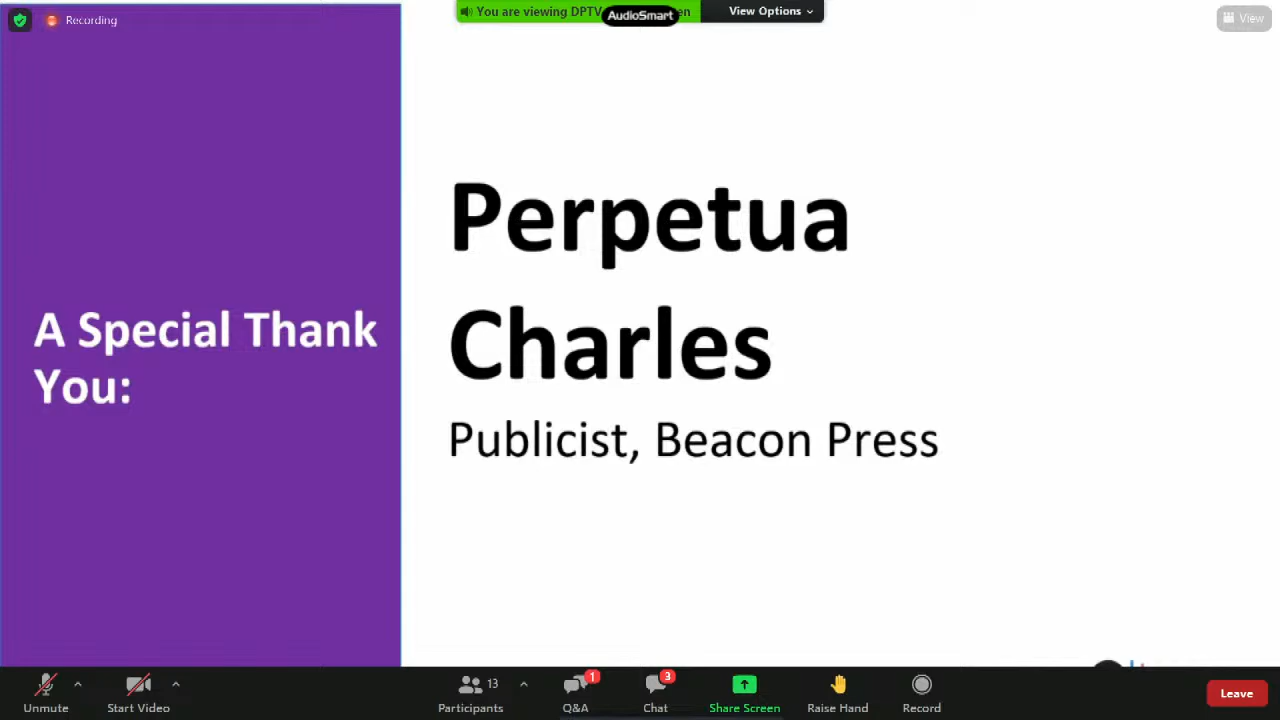 Recording
You are viewing DPTV
en
AudioSmart
View Options
View
A Special Thank
You:
Perpetua
Charles
Publicist, Beacon Press
Unmute
Start Video
13
Participants
1
Q&A
3
Chat
Share Screen
Raise Hand
Record
Leave